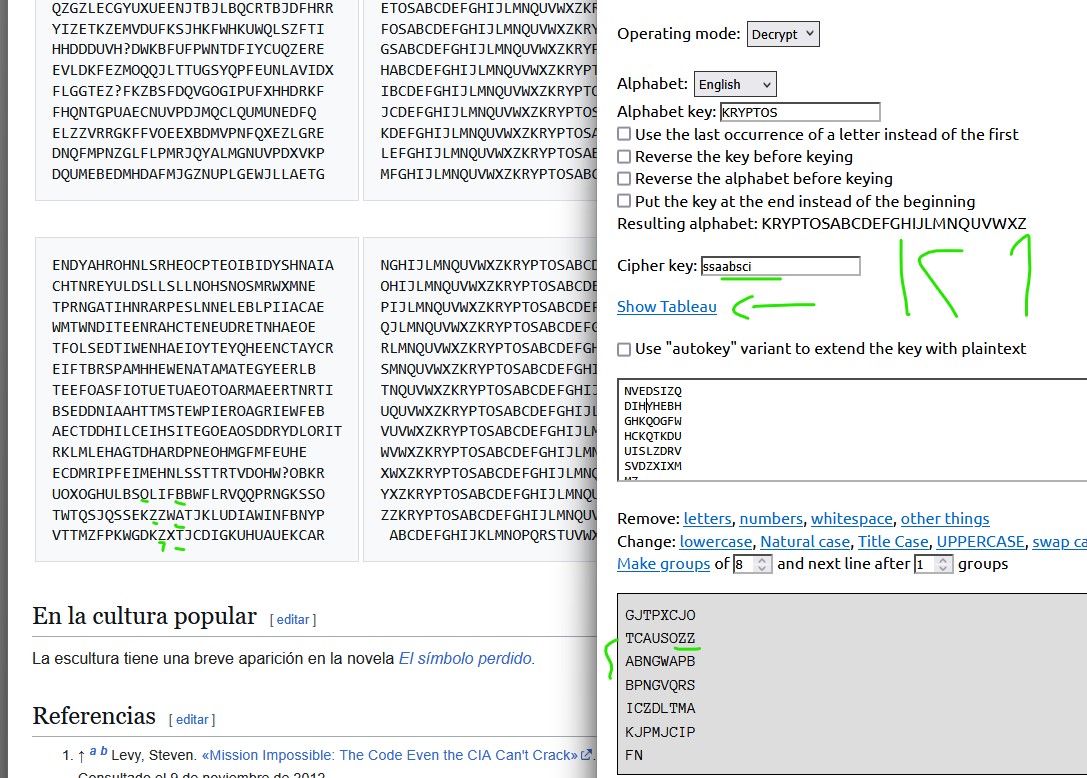 QZGZLECGYUXUEENJTBJLBQCRTBJDFHRR
YIZETKZEMVDUFKSJHKFWHKUWQLSZFTI
HHDDDUVH?DWKBFUFPWNTDFIYCUQZERE
EVLDKFEZMOQQJLTTUGSYQPFEUNLAVIDX
FLGGTEZ?FKZBSFDQVGOGIPUFXHHDRKF
FHQNTGPUAECNUVPDJMQCLQUMUNEDFQ
ELZZVRRGKFFVOEEXBDMVPNFQXEZLGRE
DNQFMPNZGLFLPMRJQYALMGNUVPDXVKP
DQUMEBEDMHDAFMJGZNUPLGEWJLLAETG
ETOSABCDEFGHIJLMNQUVWXZKRY
FOSABCDEFGHIJLMNQUVWXZKRY
GSABCDEFGHIJLMNQUVWXZKRYP
HABCDEFGHIJLMNQUVWXZKRYPT
IBCDEFGHIJLMNQUVWXZKRYPTO
JCDEFGHIJLMNQUVWXZKRYPTOS
KDEFGHIJLMNQUVWXZKRYPTOSA
LEFGHIJLMNQUVWXZKRYPTOSAB
MFGHIJLMNQUVWXZKRYPTOSABC
ENDYAHROHNLSRHEOCPTEOIBIDYSHNAIA
CHTNREYULDSLLSLLNOHSNOSMRWXMNE
TPRNGATIHNRARPESLNNELEBLPIIACAE
WMTWNDITEENRAHCTENEUDRETNHAEOE
TFOLSEDTIWENHAEIOYTEYQHEENCTAYCR
EIFTBRSPAMHHEWENATAMATEGYEERLB
TEEFOASFIOTUETUAEOTOARMAEERTNRTI
BSEDDNIAAHTTMSTEWPIEROAGRIEWFEB
AECTDDHILCEIHSITEGOEAOSDDRYDLORIT
RKLMLEHAGTDHARDPNEOHMGFMFEUHE
ECDMRIPFEIMEHNLSSTTRTVDOHW?OBKR
UOXOGHULBSOLIFBBWFLRVQQPRNGKSSO
TWTQSJQSSEKZZWATJKLUDIAWINFBNYP
VTTMZFPKWGDKZXTJCDIGKUHUAUEKCAR
NGHIJLMNQUVWXZKRYPTOSABCD
OHIJLMNQUVWXZKRYPTOSABCDE
PIJLMNQUVWXZKRYPTOSABCDEF
QJLMNQUVWXZKRYPTOSABCDEFG
RLMNQUVWXZKRYPTOSABCDEFGH
SMNQUVWXZKRYPTOSABCDEFGHI
TNQUVWXZKRYPTOSABCDEFGHIJ
UQUVWXZKRYPTOSABCDEFGHIJL
VUVWXZKRYPTOSABCDEFGHIJLM
WVWXZKRYPTOSABCDEFGHIJLMN
XWXZKRYPTOSABCDEFGHIJLMNQ
YXZKRYPTOSABCDEFGHIJLMNQU
ZZKRYPTOSABCDEFGHIJLMNQUV
ABCDEFGHIJKLMNOPQRSTUVWX
En la cultura popular [ editar ]
La escultura tiene una breve aparición en la novela El símbolo perdido.
Referencias [ editar ]
1. ↑ a b Levy, Steven. «Mission Impossible: The Code Even the CIA Can't Crack».
Consultado el 9 de noviembre de 2012
Operating mode: Decrypt
Alphabet: English
Alphabet key: KRYPTOS
Use the last occurrence of a letter instead of the first
Reverse the key before keying
Reverse the alphabet before keying
Put the key at the end instead of the beginning
Resulting alphabet: KRYPTOSABCDEFGHIJLMNQUVWXZ
Cipher key: ssaabsci
Show Tableau
Use "autokey" variant to extend the key with plaintext
NVEDSIZQ
DIHYHEBH
GHKQOGFW
HCKQTKDU
UISLZDRV
SVDZXIXM
Remove: letters, numbers, whitespace, other things
Change: lowercase, Natural case, Title Case, UPPERCASE, swap ca
Make groups of 8 and next line after 1 groups
GJTPXCJO
TCAUSOZZ
ABNGWAPB
BPNGVQRS
ICZDLTMA
KJPMJCIP
FN